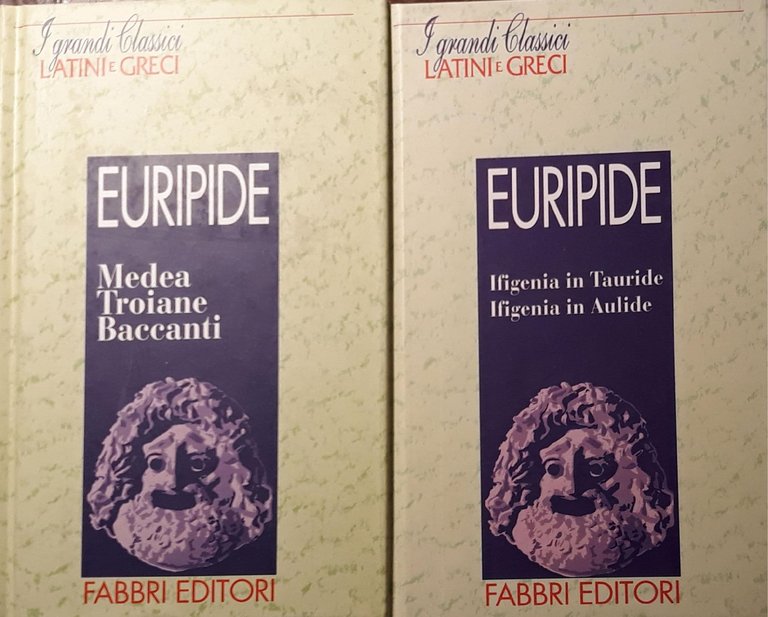 I grandi Classici
LATINI E GRECI
EURIPIDE
Medea
Troiane
Baccanti
FABBRI EDITORI
I grandi Classici
LATINI E GRECI
EURIPIDE
Ifigenia in Tauride
Ifigenia in Aulide
FABBRI EDITORI